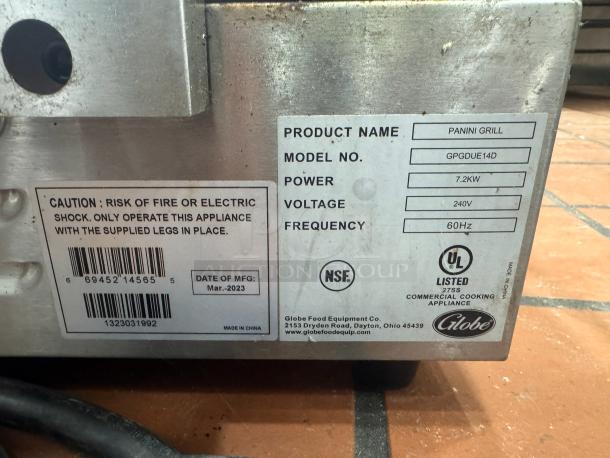 CAUTION : RISK OF FIRE OR ELECTRIC
SHOCK. ONLY OPERATE THIS APPLIANCE
WITH THE SUPPLIED LEGS IN PLACE.
6 69452 14565 5
DATE OF MFG:
Mar.-2023
1323031992
MADE IN CHINA
PRODUCT NAME PANINI GRILL
MODEL NO. GPGDUE14D
POWER 7.2KW
VOLTAGE 240V
FREQUENCY 60Hz
NSF.
UL
LISTED
275S
COMMERCIAL COOKING
APPLIANCE
MADE IN CHINA
Globe Food Equipment Co.
2153 Dryden Road, Dayton, Ohio 45439
www.globefoodequip.com
Globe